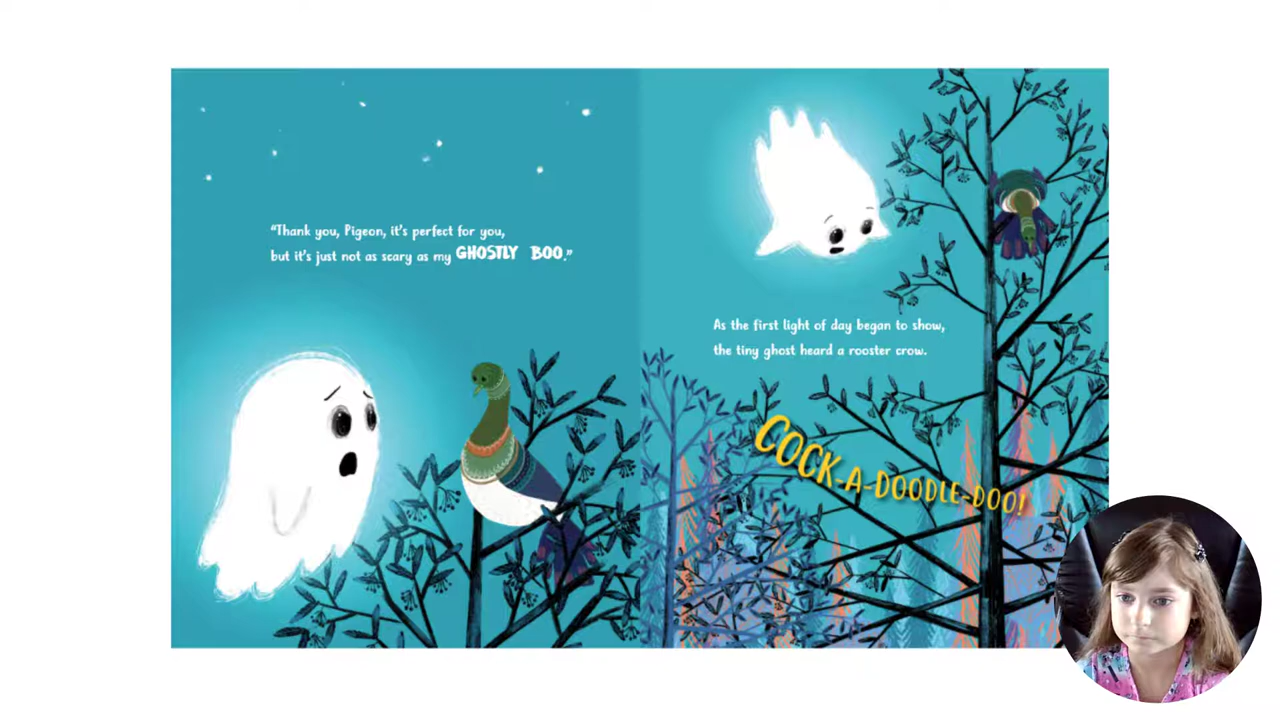 “Thank you, Pigeon, it’s perfect for you,
but it’s just not as scary as my GHOSTLY BOO.”
As the first light of day began to show,
the tiny ghost heard a rooster crow.
COCK-A-DOODLE-DOO!